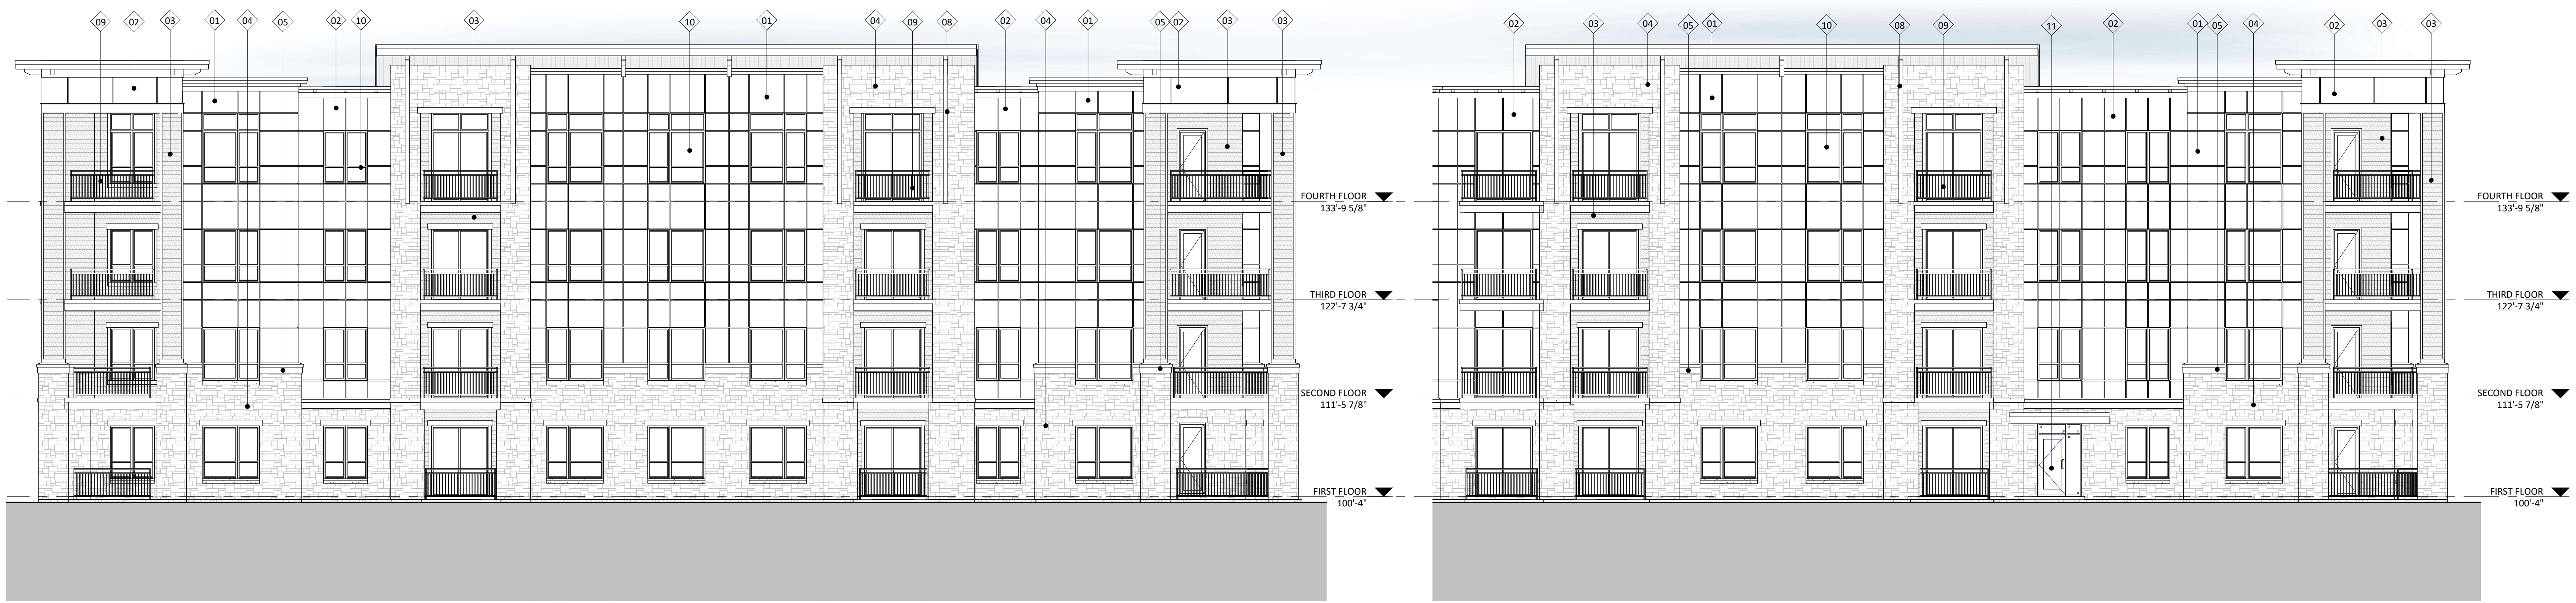 09 02 03 01 04 05 02 10 03 10 01 04 09 08 02 04 01 05 02 03 03
02 03 04 05 01 10 08 09 11 02 01 05 04 02 03 03
FOURTH FLOOR
133'-9 5/8"
THIRD FLOOR
122'-7 3/4"
SECOND FLOOR
111'-5 7/8"
FIRST FLOOR
100'-4"
FOURTH FLOOR
133'-9 5/8"
THIRD FLOOR
122'-7 3/4"
SECOND FLOOR
111'-5 7/8"
FIRST FLOOR
100'-4"